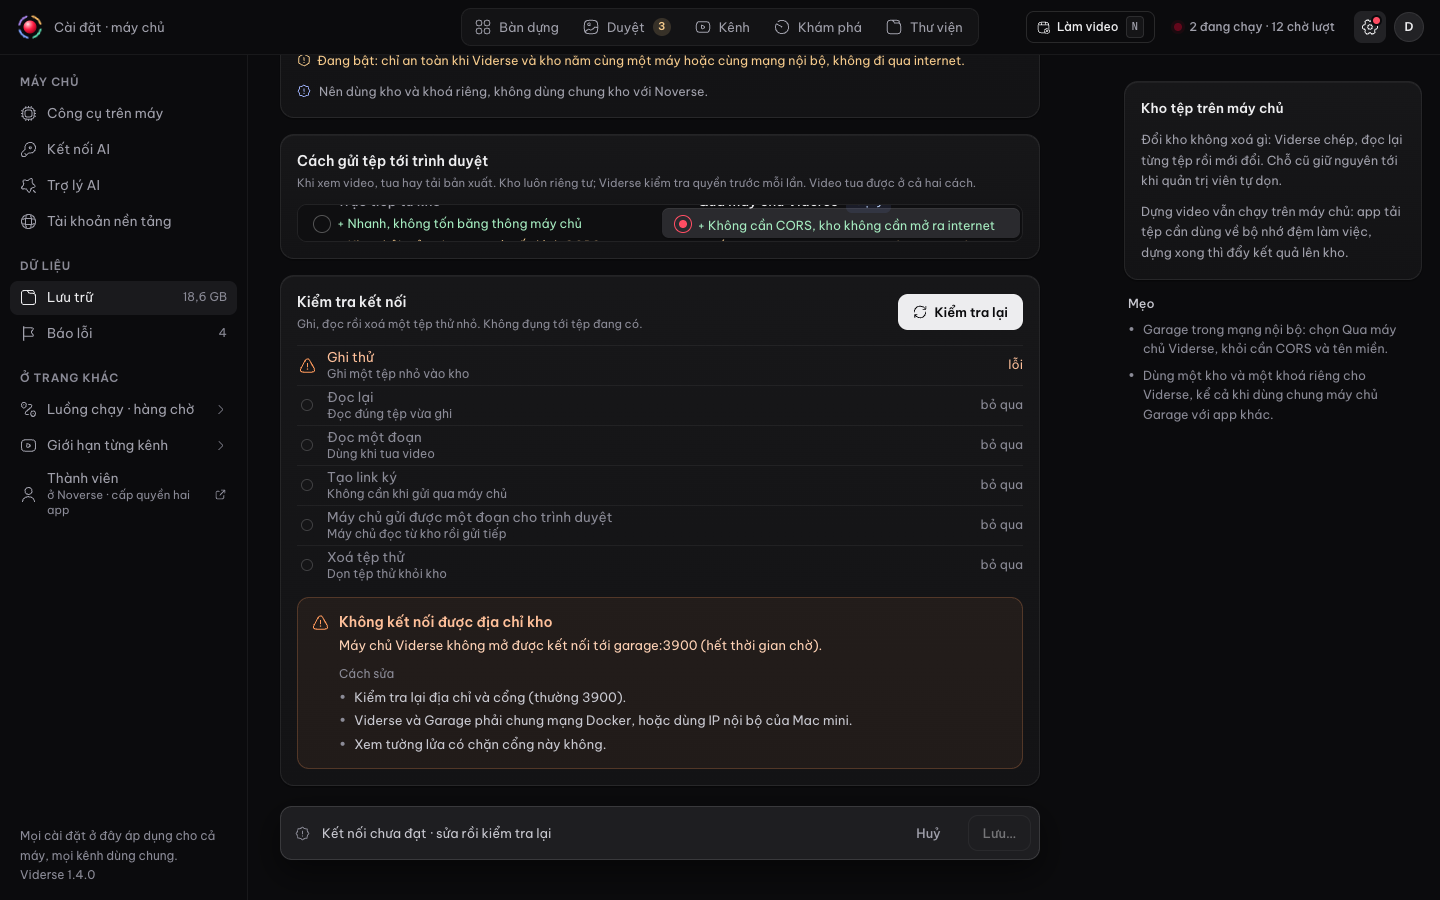 Cài đặt · máy chủ
Bàn dựng
Duyệt 3
Kênh
Khám phá
Thư viện
Làm video N
2 đang chạy · 12 chờ lượt
D
MÁY CHỦ
Công cụ trên máy
Kết nối AI
Trợ lý AI
Tài khoản nền tảng
DỮ LIỆU
Lưu trữ 18,6 GB
Báo lỗi 4
Ở TRANG KHÁC
Luồng chạy · hàng chờ
Giới hạn từng kênh
Thành viên
ở Noverse · cấp quyền hai
app
Mọi cài đặt ở đây áp dụng cho cả
máy, mọi kênh dùng chung.
Viderse 1.4.0
Đang bật: chỉ an toàn khi Viderse và kho nằm cùng một máy hoặc cùng mạng nội bộ, không đi qua internet.
Nên dùng kho và khoá riêng, không dùng chung kho với Noverse.
Cách gửi tệp tới trình duyệt
Khi xem video, tua hay tải bản xuất. Kho luôn riêng tư; Viderse kiểm tra quyền trước mỗi lần. Video tua được ở cả hai cách.
+ Nhanh, không tốn băng thông máy chủ
+ Không cần CORS, kho không cần mở ra internet
Kiểm tra kết nối
Ghi, đọc rồi xoá một tệp thử nhỏ. Không đụng tới tệp đang có.
Kiểm tra lại
Ghi thử
Ghi một tệp nhỏ vào kho
lỗi
Đọc lại
Đọc đúng tệp vừa ghi
bỏ qua
Đọc một đoạn
Dùng khi tua video
bỏ qua
Tạo link ký
Không cần khi gửi qua máy chủ
bỏ qua
Máy chủ gửi được một đoạn cho trình duyệt
Máy chủ đọc từ kho rồi gửi tiếp
bỏ qua
Xoá tệp thử
Dọn tệp thử khỏi kho
bỏ qua
Không kết nối được địa chỉ kho
Máy chủ Viderse không mở được kết nối tới garage:3900 (hết thời gian chờ).
Cách sửa
• Kiểm tra lại địa chỉ và cổng (thường 3900).
• Viderse và Garage phải chung mạng Docker, hoặc dùng IP nội bộ của Mac mini.
• Xem tường lửa có chặn cổng này không.
Kết nối chưa đạt · sửa rồi kiểm tra lại
Huỷ
Lưu...
Kho tệp trên máy chủ
Đổi kho không xoá gì: Viderse chép, đọc lại
từng tệp rồi mới đổi. Chỗ cũ giữ nguyên tới
khi quản trị viên tự dọn.
Dựng video vẫn chạy trên máy chủ: app tải
tệp cần dùng về bộ nhớ đệm làm việc,
dựng xong thì đẩy kết quả lên kho.
Mẹo
• Garage trong mạng nội bộ: chọn Qua máy
chủ Viderse, khỏi cần CORS và tên miền.
• Dùng một kho và một khoá riêng cho
Viderse, kể cả khi dùng chung máy chủ
Garage với app khác.